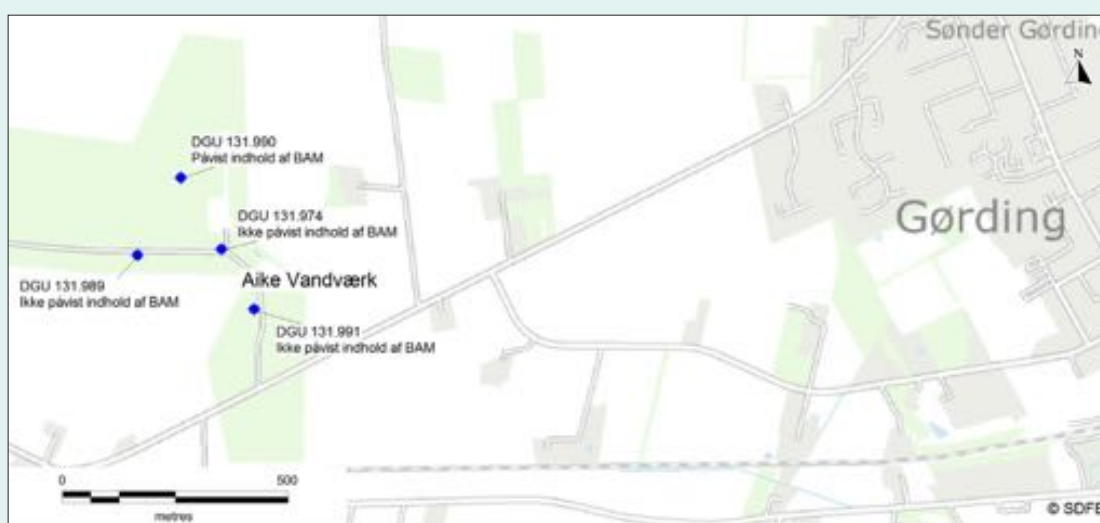 Sønder Gørding
N
DGU 131.990
Påvist indhold af BAM
DGU 131.974
Ikke påvist indhold af BAM
Gørding
Aike Vandværk
DGU 131.989
Ikke påvist indhold af BAM
DGU 131.991
Ikke påvist indhold af BAM
0 500
metres
© SDFE